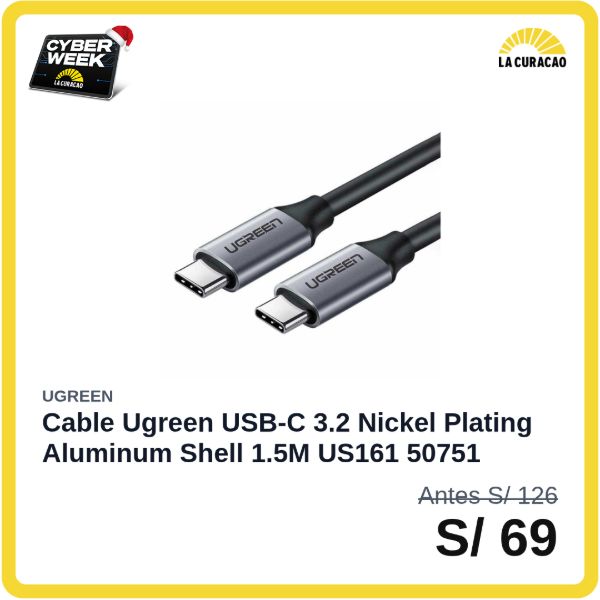 CYBER
WEEK
LA CURACAO
LA CURACAO
UGREEN
UGREEN
UGREEN
Cable Ugreen USB-C 3.2 Nickel Plating
Aluminum Shell 1.5M US161 50751
Antes S/ 126
S/ 69